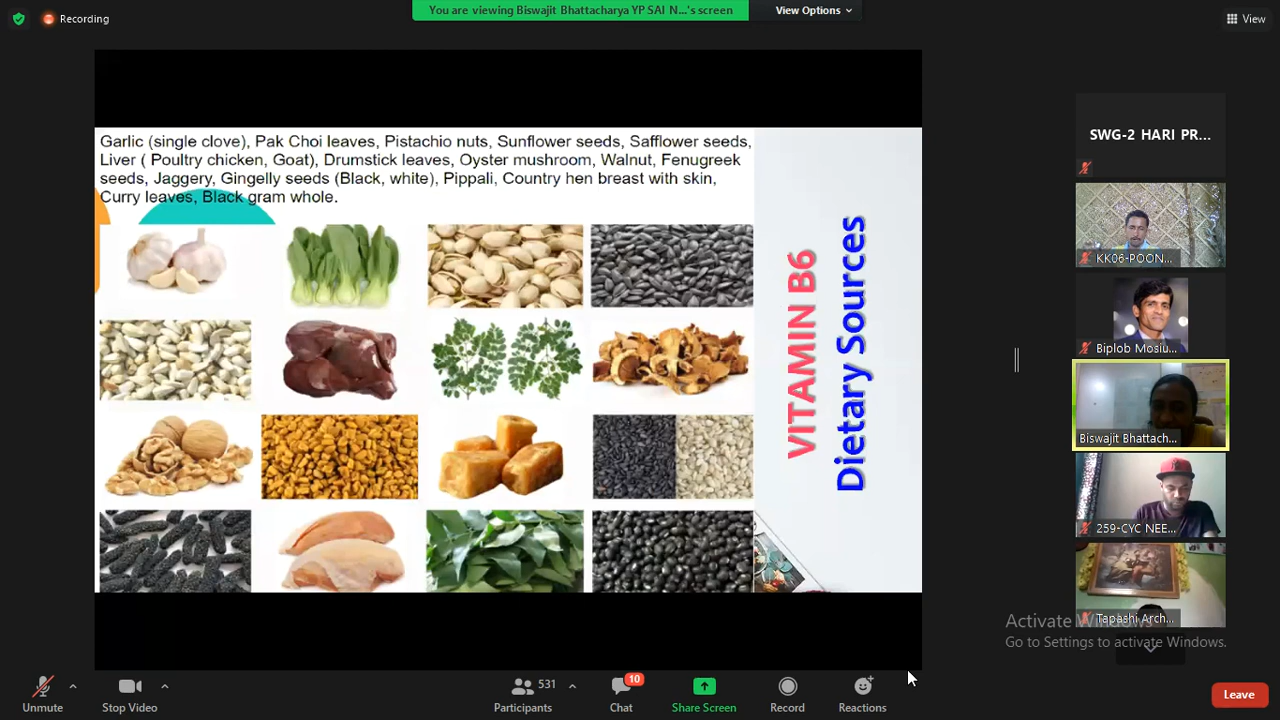 Recording
You are viewing Biswajit Bhattacharya YP SAI N...'s screen
View Options
View
Garlic (single clove), Pak Choi leaves, Pistachio nuts, Sunflower seeds, Safflower seeds,
Liver ( Poultry chicken, Goat), Drumstick leaves, Oyster mushroom, Walnut, Fenugreek
seeds, Jaggery, Gingelly seeds (Black, white), Pippali, Country hen breast with skin,
Curry leaves, Black gram whole.
VITAMIN B6
Dietary Sources
SWG-2 HARI PR...
KK06-POON...
Biplob Mosiu...
Biswajit Bhattach...
259-CYC NEE...
Tapashi Arch...
Activate Windows
Go to Settings to activate Windows.
Unmute
Stop Video
531
Participants
10
Chat
Share Screen
Record
Reactions
Leave